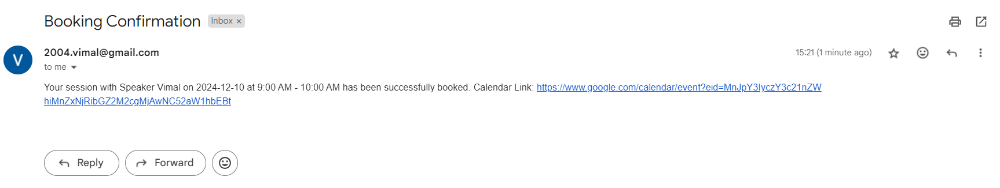 Booking Confirmation Inbox ×
V
2004.vimal@gmail.com 15:21 (1 minute ago)
to me
Your session with Speaker Vimal on 2024-12-10 at 9:00 AM - 10:00 AM has been successfully booked. Calendar Link: https://www.google.com/calendar/event?eid=MnJpY3IyczY3c21nZW
hiMnZxNjRibGZ2M2cgMjAwNC52aW1hbEBt
Reply Forward